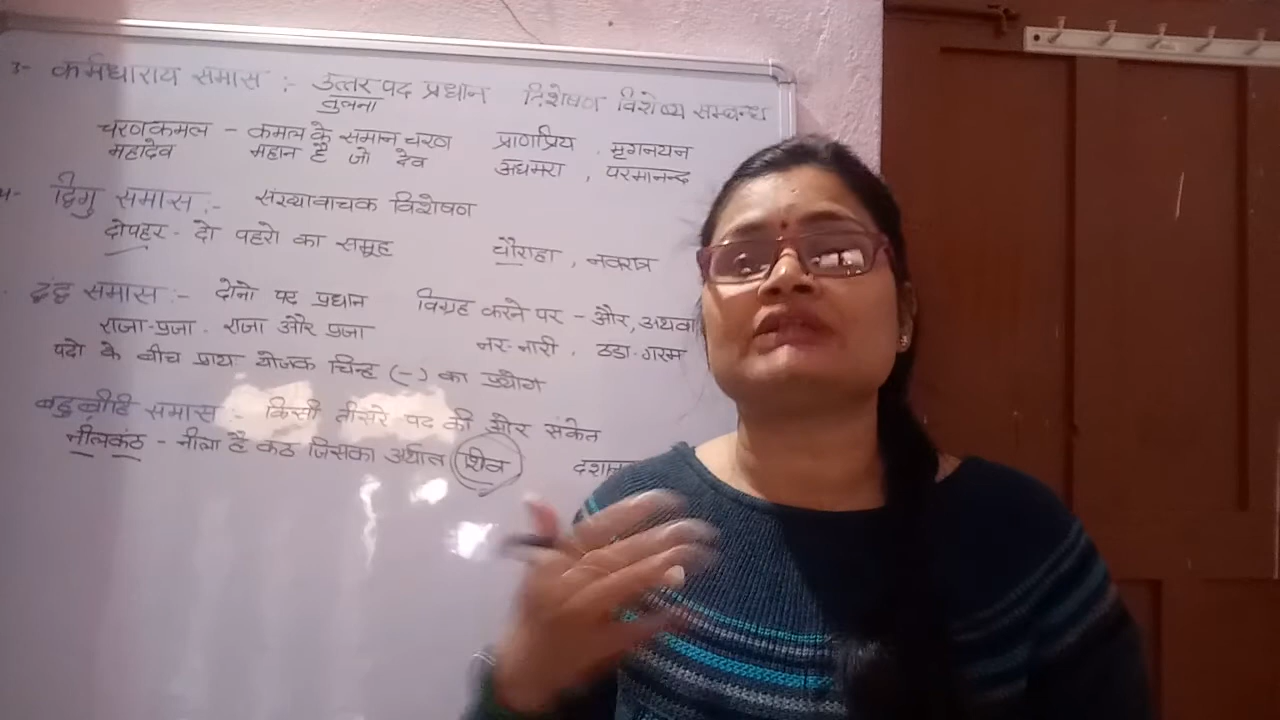 3- कर्मधाराय समास :- उत्तर पद प्रधान विशेषण विशेष्य सम्बन्ध
तुलना
चरणकमल - कमल के समान चरण प्राणप्रिय , मृगनयन
महादेव महान है जो देव अधमरा , परमानन्द
4- द्विगु समास :- संख्यावाचक विशेषण
दोपहर - दो पहरो का समूह चौराहा , नवरात्र
द्वंद्व समास :- दोनो पद प्रधान विग्रह करने पर - और, अथवा
राजा-प्रजा . राजा और प्रजा नर-नारी . ठंडा-गरम
पदो के बीच प्राय योजक चिन्ह (-) का प्रयोग
बहुब्रीहि समास :- किसी तीसरे पद की और संकेत
नीलकंठ - नीला है कंठ जिसका अर्थात शिव